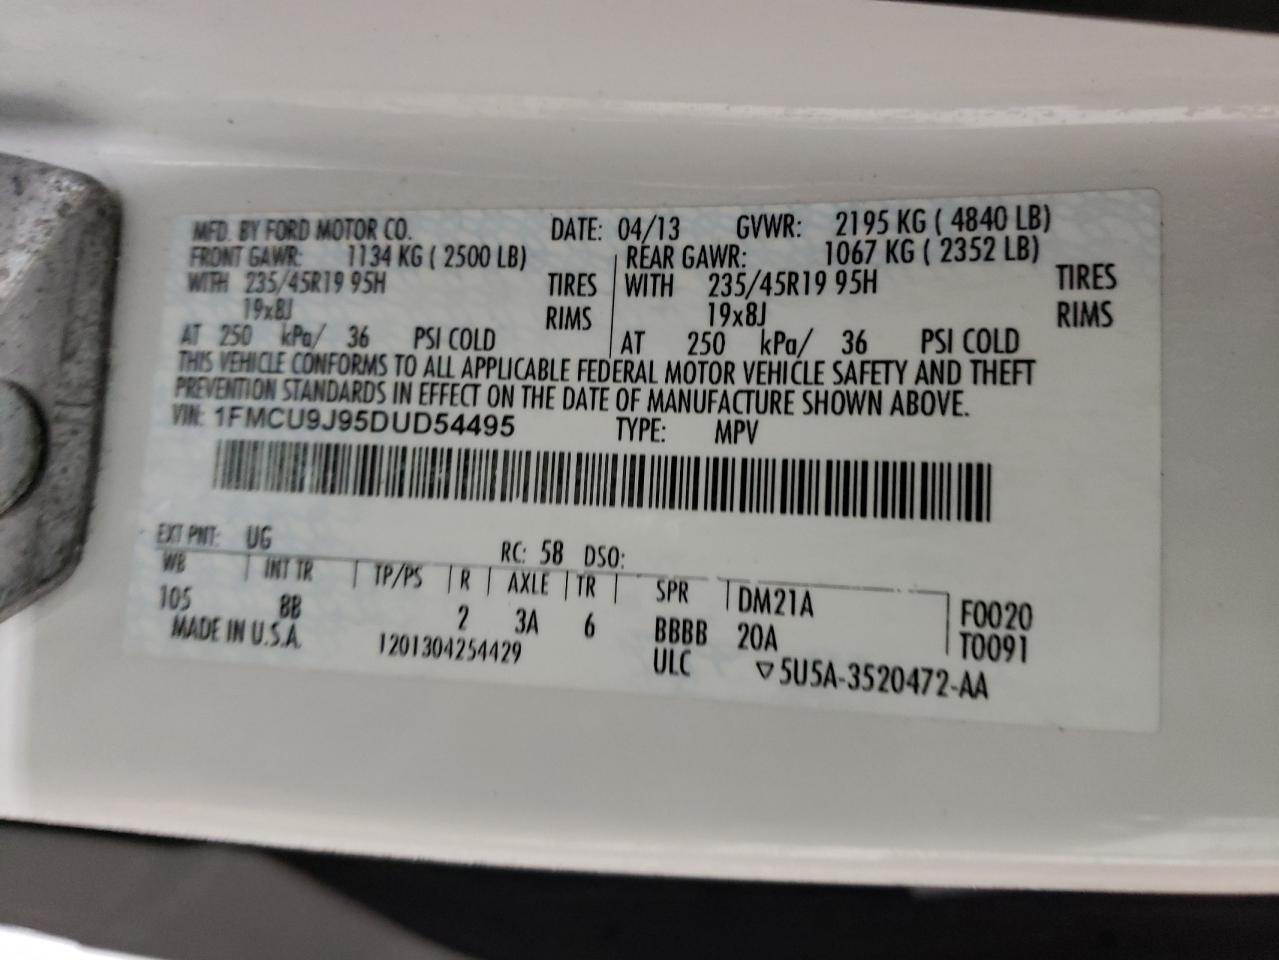 MFD. BY FORD MOTOR CO. DATE: 04/13 GVWR: 2195 KG ( 4840 LB)
FRONT GAWR: 1134 KG ( 2500 LB) REAR GAWR: 1067 KG ( 2352 LB)
WITH 235/45R19 95H TIRES WITH 235/45R19 95H TIRES
19x8J RIMS 19x8J RIMS
AT 250 kPa/ 36 PSI COLD AT 250 kPa/ 36 PSI COLD
THIS VEHICLE CONFORMS TO ALL APPLICABLE FEDERAL MOTOR VEHICLE SAFETY AND THEFT
PREVENTION STANDARDS IN EFFECT ON THE DATE OF MANUFACTURE SHOWN ABOVE.
VIN: 1FMCU9J95DUD54495 TYPE: MPV
EXT PNT: UG RC: 58 DSO:
WB | INT TR | TP/PS | R | AXLE | TR | SPR | DM21A | F0020
105 8B 2 3A 6 BBBB 20A T0091
MADE IN U.S.A. 1201304254429 ULC ▽5U5A-3520472-AA